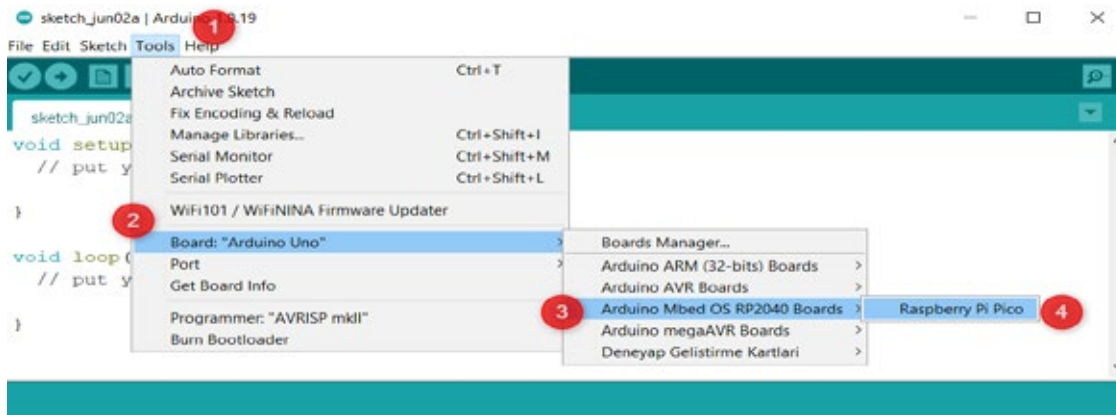 sketch_jun02a | Arduino 1.8.19
1
File Edit Sketch Tools Help
sketch_jun02a
Auto Format Ctrl+T
Archive Sketch
Fix Encoding & Reload
Manage Libraries... Ctrl+Shift+I
Serial Monitor Ctrl+Shift+M
Serial Plotter Ctrl+Shift+L
WiFi101 / WiFiNINA Firmware Updater
2
Board: "Arduino Uno"
Port
Get Board Info
Programmer: "AVRISP mkII"
Burn Bootloader
void setup
// put y
}
void loop(
// put y
}
Boards Manager...
Arduino ARM (32-bits) Boards
Arduino AVR Boards
3 Arduino Mbed OS RP2040 Boards
Arduino megaAVR Boards
Deneyap Gelistirme Kartlari
Raspberry Pi Pico 4